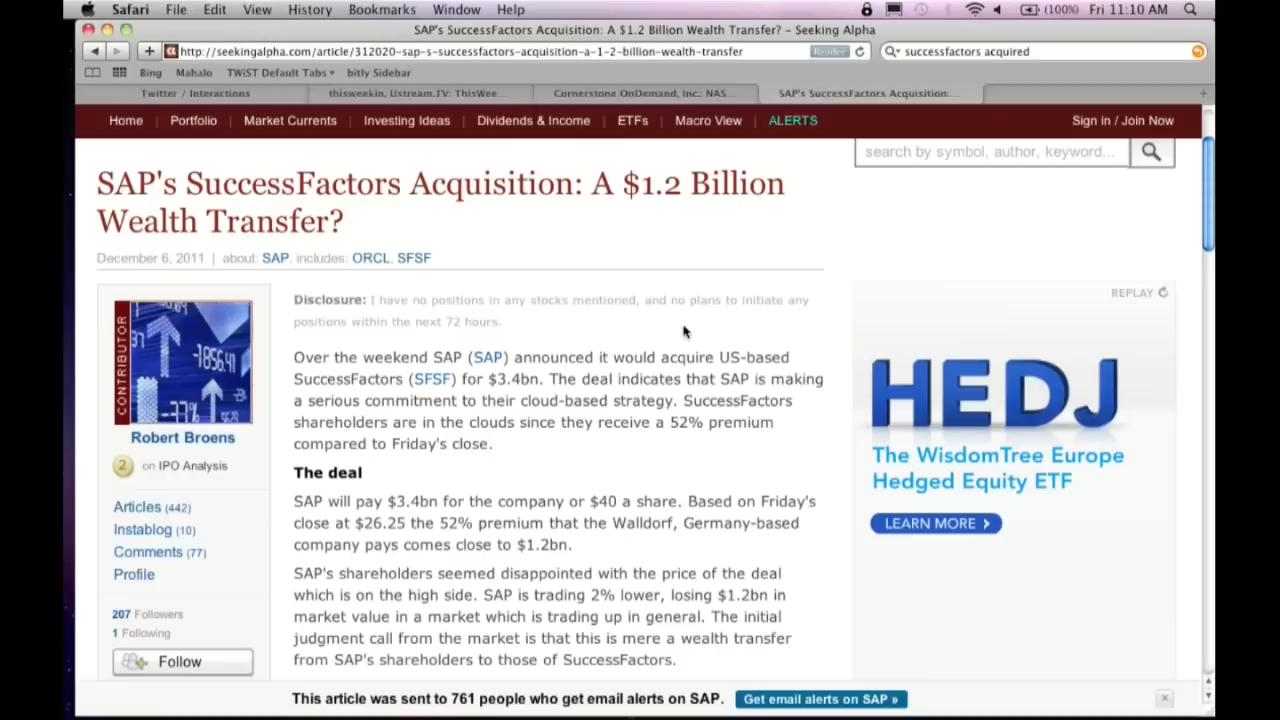 Safari File Edit View History Bookmarks Window Help (100%) Fri 11:10 AM
SAP's SuccessFactors Acquisition: A $1.2 Billion Wealth Transfer? – Seeking Alpha
http://seekingalpha.com/article/312020-sap-s-successfactors-acquisition-a-1-2-billion-wealth-transfer Reader successfactors acquired
Bing Mahalo TWiST Default Tabs bitly Sidebar
Twitter / Interactions thisweekin, Ustream.TV: ThisWee... Cornerstone OnDemand, Inc.: NAS... SAP's SuccessFactors Acquisition:...
Home | Portfolio | Market Currents | Investing Ideas | Dividends & Income | ETFs | Macro View | ALERTS Sign in / Join Now
search by symbol, author, keyword...
SAP's SuccessFactors Acquisition: A $1.2 Billion
Wealth Transfer?
December 6, 2011 | about: SAP, includes: ORCL, SFSF
CONTRIBUTOR
-1856.41
-37%
Robert Broens
2 on IPO Analysis
Articles (442)
Instablog (10)
Comments (77)
Profile
207 Followers
1 Following
Follow
Disclosure: I have no positions in any stocks mentioned, and no plans to initiate any
positions within the next 72 hours.
Over the weekend SAP (SAP) announced it would acquire US-based
SuccessFactors (SFSF) for $3.4bn. The deal indicates that SAP is making
a serious commitment to their cloud-based strategy. SuccessFactors
shareholders are in the clouds since they receive a 52% premium
compared to Friday's close.
The deal
SAP will pay $3.4bn for the company or $40 a share. Based on Friday's
close at $26.25 the 52% premium that the Walldorf, Germany-based
company pays comes close to $1.2bn.
SAP's shareholders seemed disappointed with the price of the deal
which is on the high side. SAP is trading 2% lower, losing $1.2bn in
market value in a market which is trading up in general. The initial
judgment call from the market is that this is mere a wealth transfer
from SAP's shareholders to those of SuccessFactors.
REPLAY
HEDJ
The WisdomTree Europe
Hedged Equity ETF
LEARN MORE
This article was sent to 761 people who get email alerts on SAP. Get email alerts on SAP »